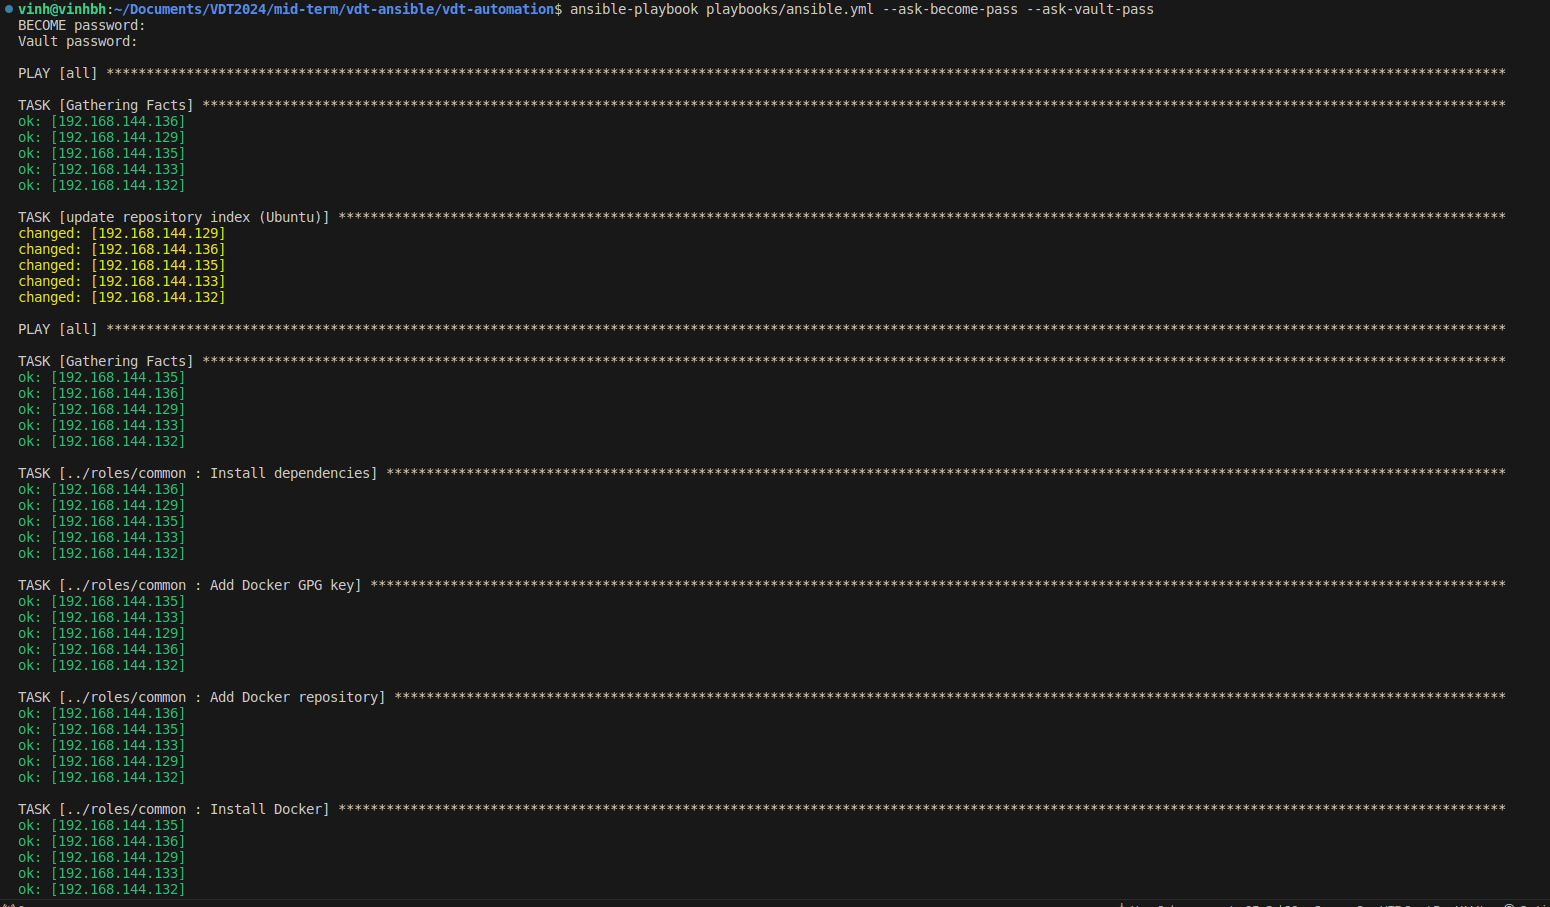 vinh@vinhbh:~/Documents/VDT2024/mid-term/vdt-ansible/vdt-automation$ ansible-playbook playbooks/ansible.yml --ask-become-pass --ask-vault-pass
BECOME password:
Vault password:
PLAY [all] ****************************************************************************************************************************************************************
TASK [Gathering Facts] ****************************************************************************************************************************************************
ok: [192.168.144.136]
ok: [192.168.144.129]
ok: [192.168.144.135]
ok: [192.168.144.133]
ok: [192.168.144.132]
TASK [update repository index (Ubuntu)] ***********************************************************************************************************************************
changed: [192.168.144.129]
changed: [192.168.144.136]
changed: [192.168.144.135]
changed: [192.168.144.133]
changed: [192.168.144.132]
PLAY [all] ****************************************************************************************************************************************************************
TASK [Gathering Facts] ****************************************************************************************************************************************************
ok: [192.168.144.135]
ok: [192.168.144.136]
ok: [192.168.144.129]
ok: [192.168.144.133]
ok: [192.168.144.132]
TASK [../roles/common : Install dependencies] *****************************************************************************************************************************
ok: [192.168.144.136]
ok: [192.168.144.129]
ok: [192.168.144.135]
ok: [192.168.144.133]
ok: [192.168.144.132]
TASK [../roles/common : Add Docker GPG key] *******************************************************************************************************************************
ok: [192.168.144.135]
ok: [192.168.144.133]
ok: [192.168.144.129]
ok: [192.168.144.136]
ok: [192.168.144.132]
TASK [../roles/common : Add Docker repository] ****************************************************************************************************************************
ok: [192.168.144.136]
ok: [192.168.144.135]
ok: [192.168.144.133]
ok: [192.168.144.129]
ok: [192.168.144.132]
TASK [../roles/common : Install Docker] ***********************************************************************************************************************************
ok: [192.168.144.135]
ok: [192.168.144.136]
ok: [192.168.144.129]
ok: [192.168.144.133]
ok: [192.168.144.132]